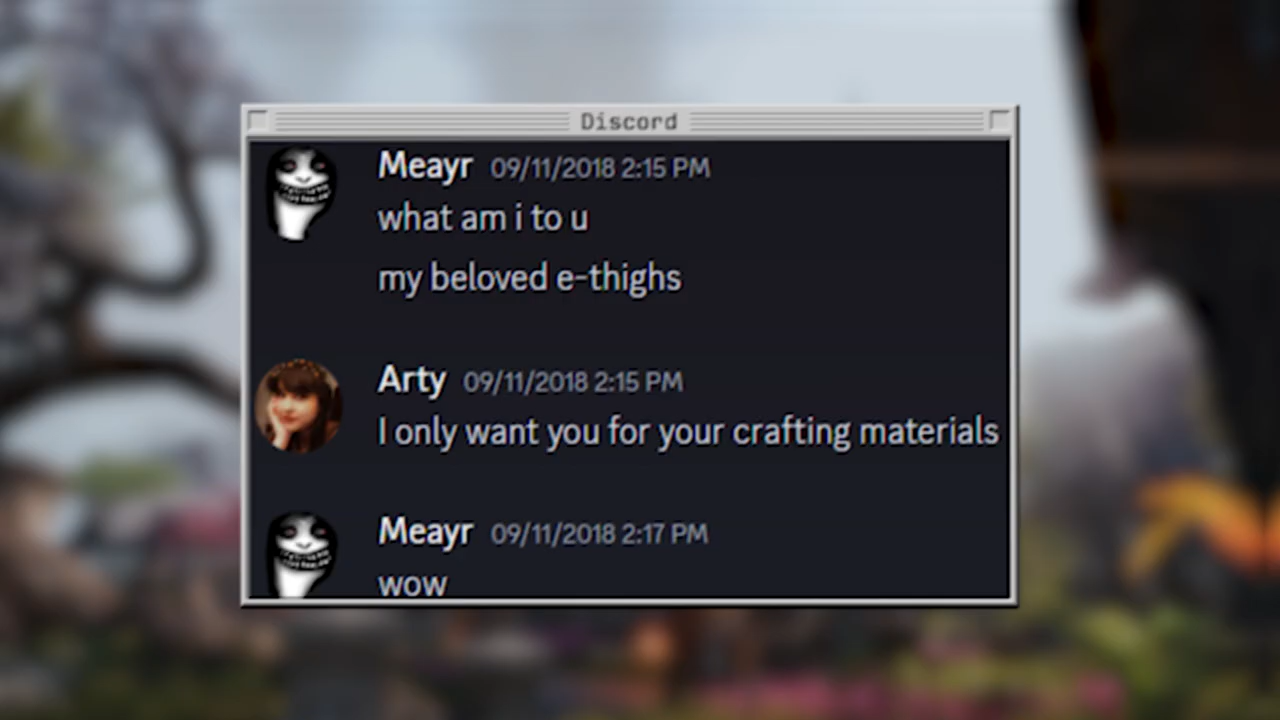 Discord
Meayr 09/11/2018 2:15 PM
what am i to u
my beloved e-thighs
Arty 09/11/2018 2:15 PM
I only want you for your crafting materials
Meayr 09/11/2018 2:17 PM
wow